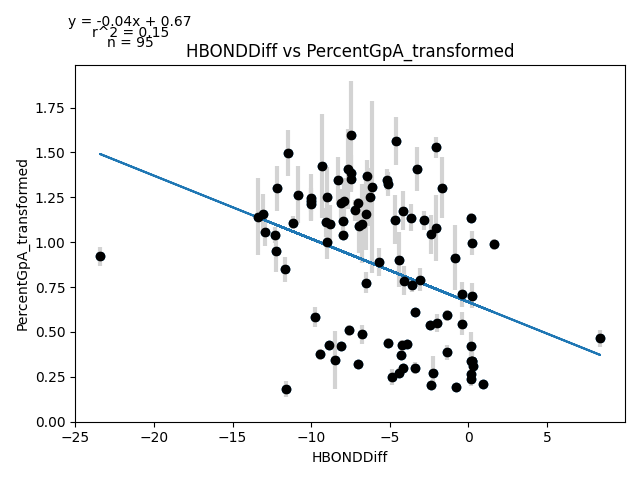 y = -0.04x + 0.67
r^2 = 0.15
n = 95
HBONDDiff vs PercentGpA_transformed
PercentGpA_transformed
1.75
1.50
1.25
1.00
0.75
0.50
0.25
0.00
−25 −20 −15 −10 −5 0 5
HBONDDiff